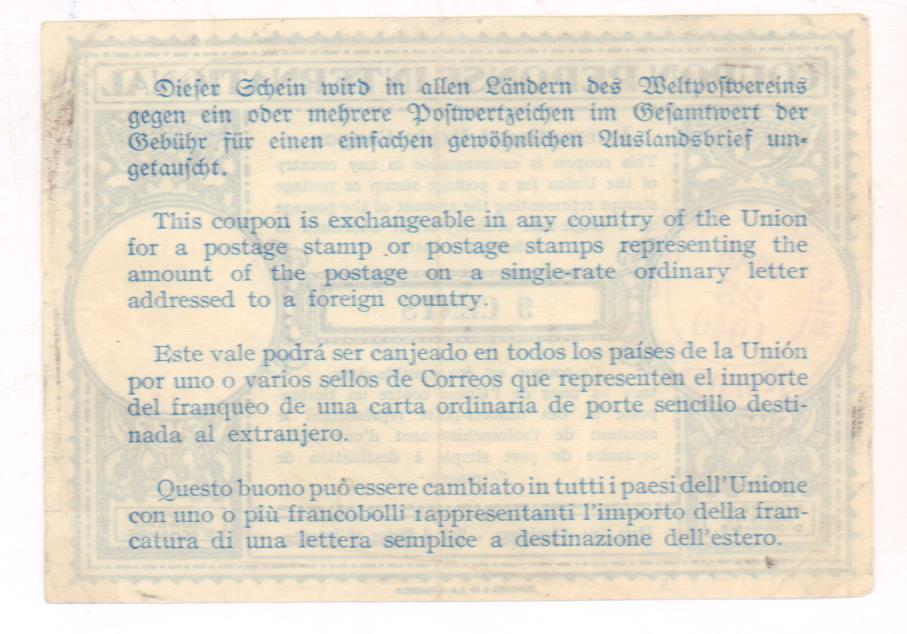 Dieser Schein wird in allen Ländern des Weltpostvereins
gegen ein oder mehrere Postwertzeichen im Gesamtwert der
Gebühr für einen einfachen gewöhnlichen Auslandsbrief um-
getauscht.
This coupon is exchangeable in any country of the Union
for a postage stamp or postage stamps representing the
amount of the postage on a single-rate ordinary letter
addressed to a foreign country.
Este vale podrá ser canjeado en todos los países de la Unión
por uno o varios sellos de Correos que representen el importe
del franqueo de una carta ordinaria de porte sencillo desti-
nada al extranjero.
Questo buono può essere cambiato in tutti i paesi dell'Unione
con uno o più francobolli rappresentanti l'importo della fran-
catura di una lettera semplice a destinazione dell'estero.